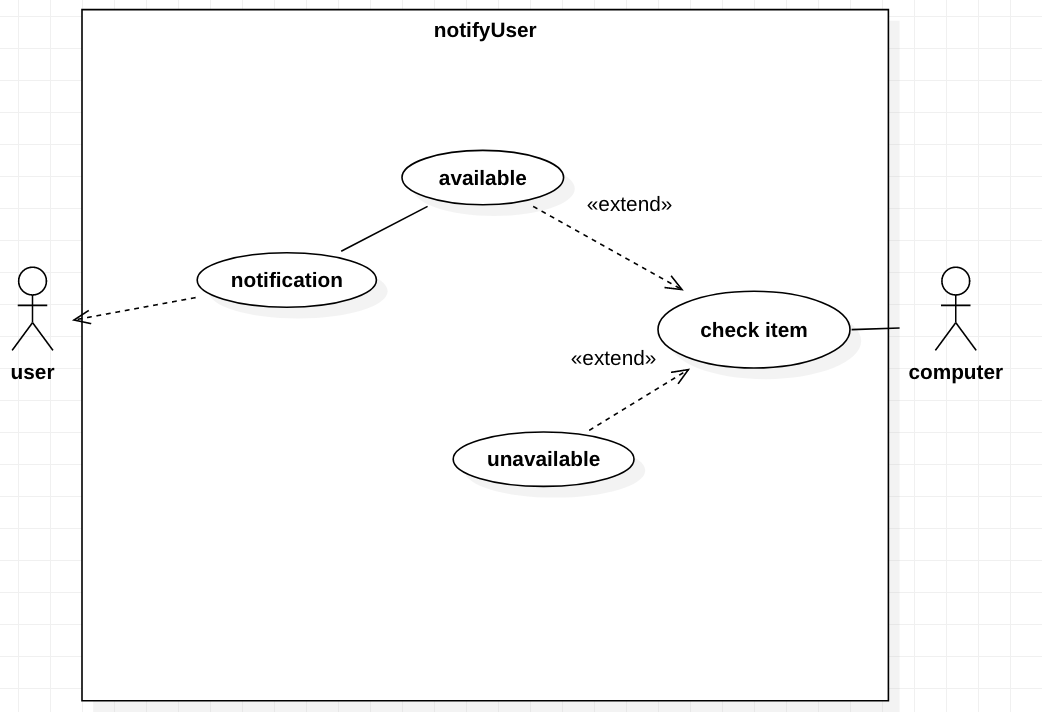 notifyUser
available
«extend»
notification
check item
«extend»
user
computer
unavailable